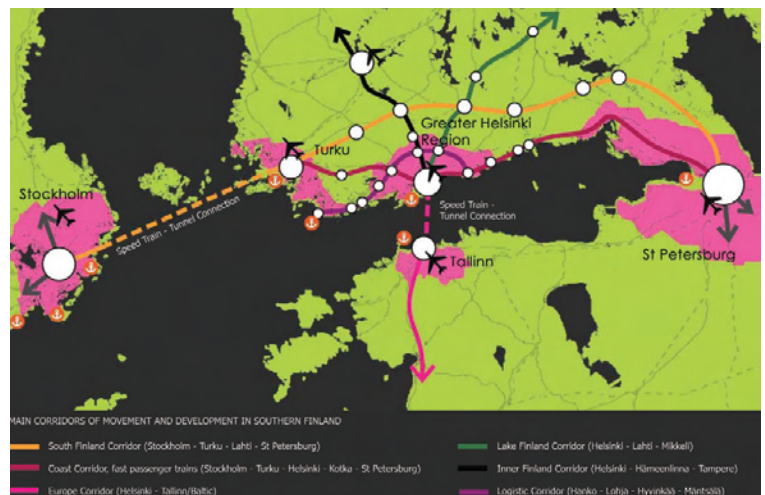 Greater Helsinki
Region
Turku
Stockholm
Speed Train - Tunnel Connection
Speed Train -
Tunnel Connection
Tallinn
St Petersburg
MAIN CORRIDORS OF MOVEMENT AND DEVELOPMENT IN SOUTHERN FINLAND
South Finland Corridor (Stockholm - Turku - Lahti - St Petersburg)
Lake Finland Corridor (Helsinki - Lahti - Mikkeli)
Coast Corridor, fast passenger trains (Stockholm - Turku - Helsinki - Kotka - St Petersburg)
Inner Finland Corridor (Helsinki - Hämeenlinna - Tampere)
Europe Corridor (Helsinki - Tallinn/Baltic)
Logistic Corridor (Hanko - Lohja - Hyvinkää - Mäntsälä)